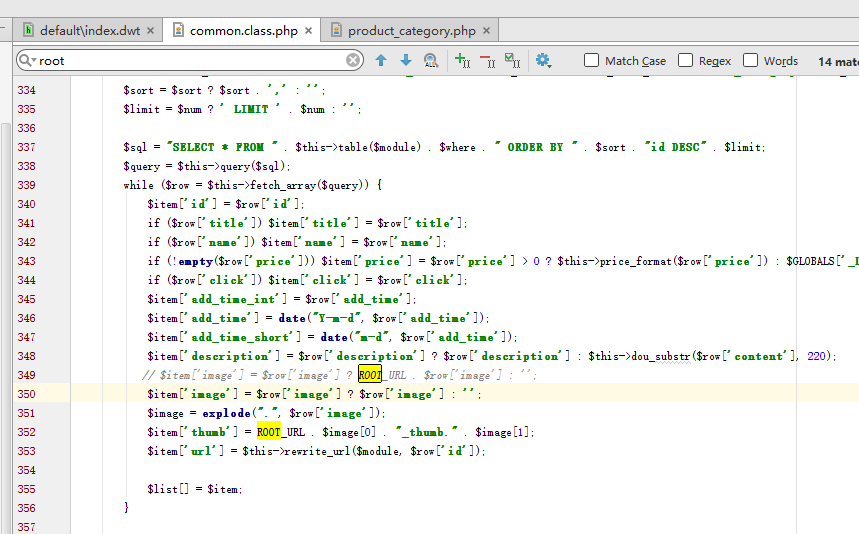 default\index.dwt × common.class.php × product_category.php ×
root Match Case Regex Words 14 mat
334 $sort = $sort ? $sort . ',' : '';
335 $limit = $num ? ' LIMIT ' . $num : '';
336
337 $sql = "SELECT * FROM " . $this->table($module) . $where . " ORDER BY " . $sort . "id DESC" . $limit;
338 $query = $this->query($sql);
339 while ($row = $this->fetch_array($query)) {
340 $item['id'] = $row['id'];
341 if ($row['title']) $item['title'] = $row['title'];
342 if ($row['name']) $item['name'] = $row['name'];
343 if (!empty($row['price'])) $item['price'] = $row['price'] > 0 ? $this->price_format($row['price']) : $GLOBALS['_
344 if ($row['click']) $item['click'] = $row['click'];
345 $item['add_time_int'] = $row['add_time'];
346 $item['add_time'] = date("Y-m-d", $row['add_time']);
347 $item['add_time_short'] = date("m-d", $row['add_time']);
348 $item['description'] = $row['description'] ? $row['description'] : $this->dou_substr($row['content'], 220);
349 // $item['image'] = $row['image'] ? ROOT_URL . $row['image'] : '';
350 $item['image'] = $row['image'] ? $row['image'] : '';
351 $image = explode(".", $row['image']);
352 $item['thumb'] = ROOT_URL . $image[0] . "_thumb." . $image[1];
353 $item['url'] = $this->rewrite_url($module, $row['id']);
354
355 $list[] = $item;
356 }
357